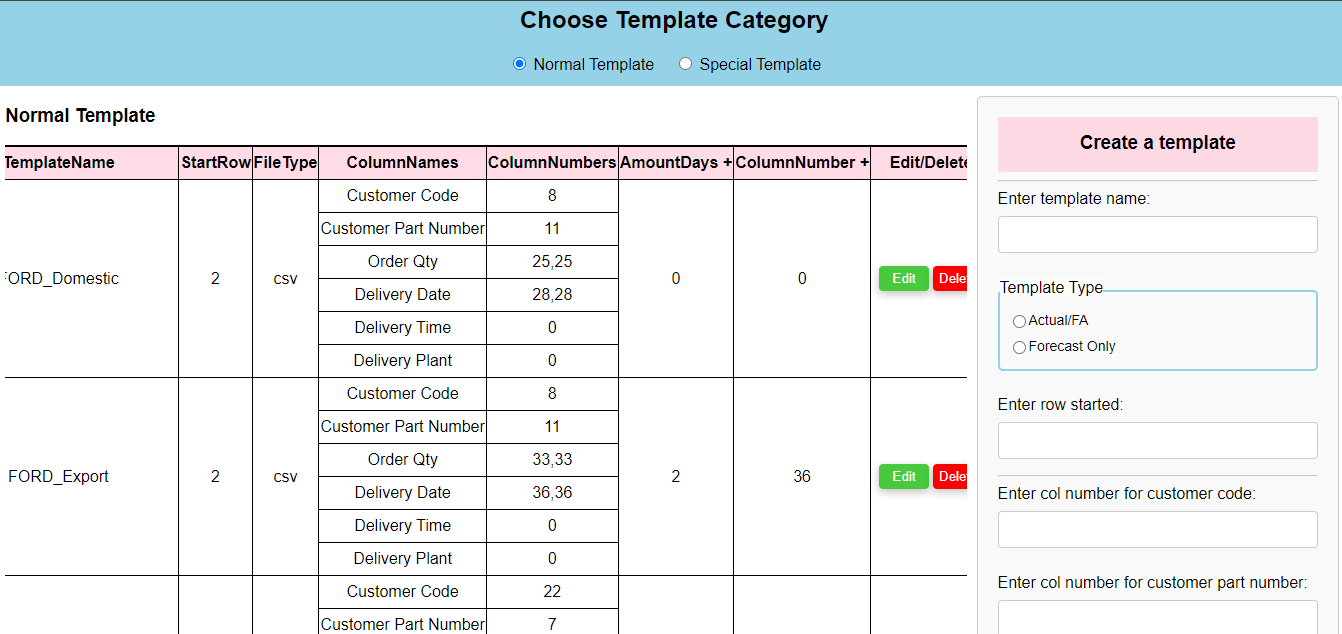 Choose Template Category
Normal Template Special Template
Normal Template
TemplateName StartRow FileType ColumnNames ColumnNumbers AmountDays + ColumnNumber + Edit/Delete
FORD_Domestic 2 csv Customer Code 8 0 0 Edit Delet
Customer Part Number 11
Order Qty 25,25
Delivery Date 28,28
Delivery Time 0
Delivery Plant 0
FORD_Export 2 csv Customer Code 8 2 36 Edit Delet
Customer Part Number 11
Order Qty 33,33
Delivery Date 36,36
Delivery Time 0
Delivery Plant 0
Customer Code 22
Customer Part Number 7
Create a template
Enter template name:
Template Type
Actual/FA
Forecast Only
Enter row started:
Enter col number for customer code:
Enter col number for customer part number: